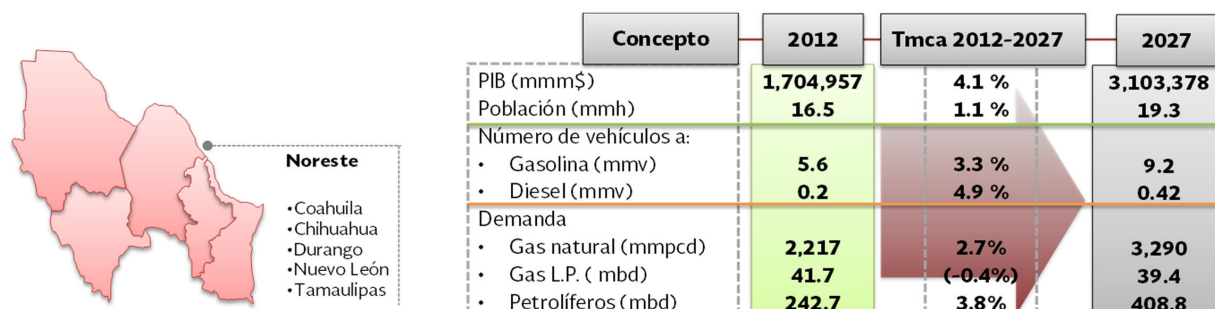 Noreste
•Coahuila
•Chihuahua
•Durango
•Nuevo León
•Tamaulipas
Concepto 2012 Tmca 2012-2027 2027
PIB (mmm$) 1,704,957 4.1 % 3,103,378
Población (mmh) 16.5 1.1 % 19.3
Número de vehículos a:
• Gasolina (mmv) 5.6 3.3 % 9.2
• Diesel (mmv) 0.2 4.9 % 0.42
Demanda
• Gas natural (mmpcd) 2,217 2.7% 3,290
• Gas L.P. ( mbd) 41.7 (-0.4%) 39.4
• Petrolíferos (mbd) 242.7 3.8% 408.8